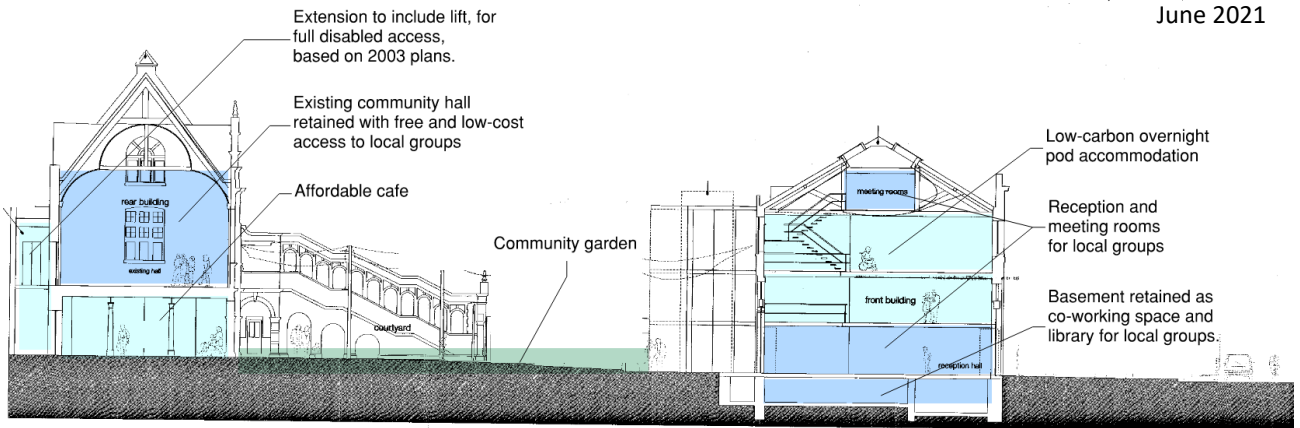 June 2021
Extension to include lift, for
full disabled access,
based on 2003 plans.
Existing community hall
retained with free and low-cost
access to local groups
Affordable cafe
Community garden
rear building
existing hall
courtyard
Low-carbon overnight
pod accommodation
Reception and
meeting rooms
for local groups
Basement retained as
co-working space and
library for local groups.
meeting rooms
front building
reception hall